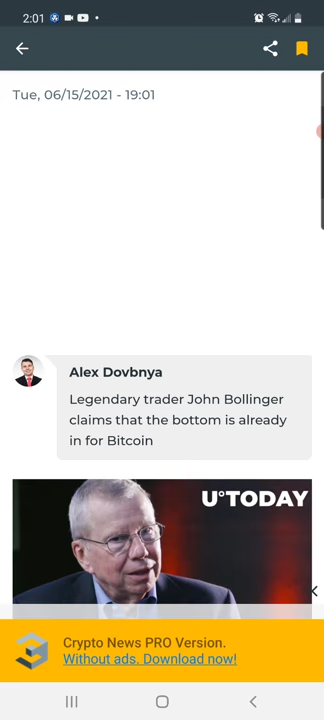 2:01
Tue, 06/15/2021 - 19:01
Alex Dovbnya
Legendary trader John Bollinger
claims that the bottom is already
in for Bitcoin
U°TODAY
Crypto News PRO Version.
Without ads. Download now!